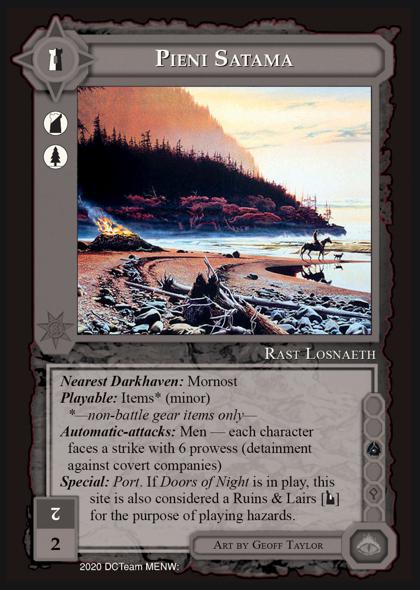 Pieni Satama
Rast Losnaeth
Nearest Darkhaven: Mornost
Playable: Items* (minor)
*—non-battle gear items only—
Automatic-attacks: Men — each character
faces a strike with 6 prowess (detainment
against covert companies)
Special: Port. If Doors of Night is in play, this
site is also considered a Ruins & Lairs [ ]
for the purpose of playing hazards.
2
2
Art by Geoff Taylor
2020 DCTeam MENW: